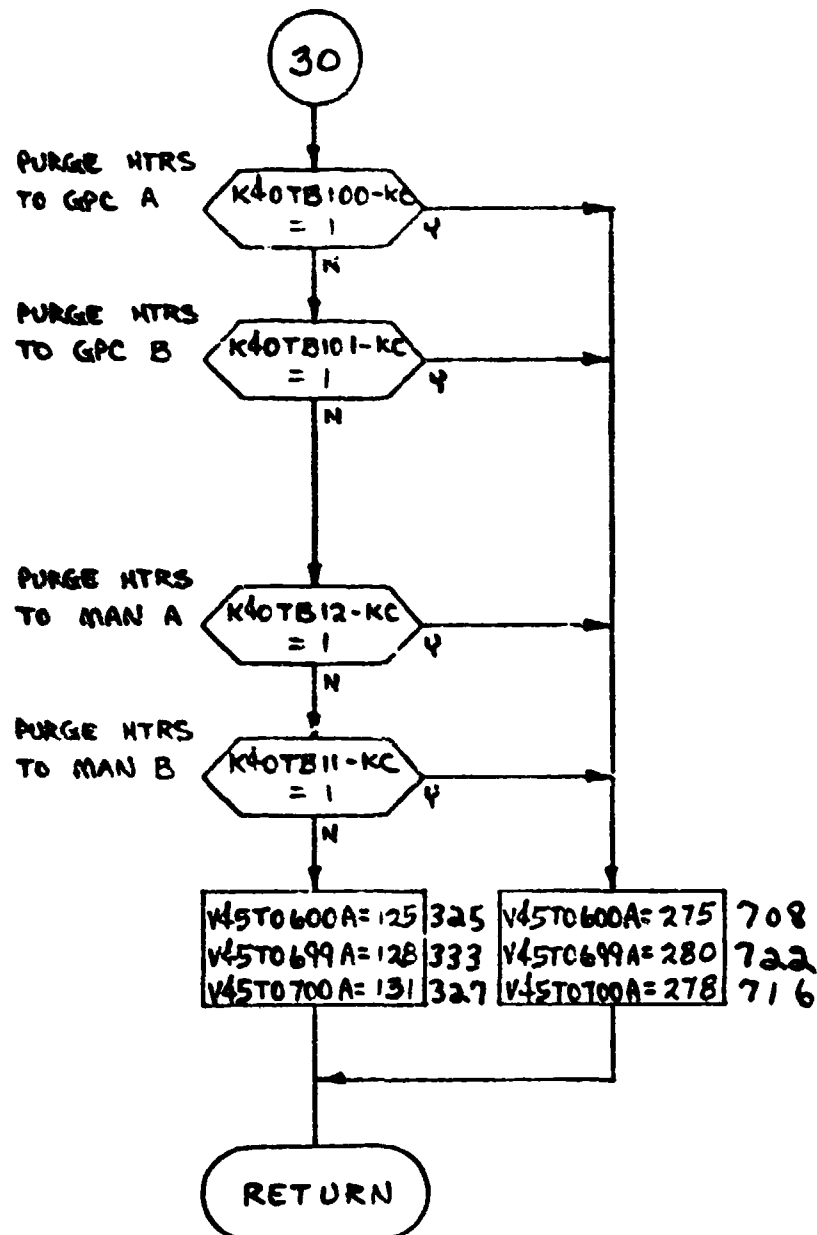 30
PURGE HTRS
TO GPC A
K40TB100-KC
= 1
Y
N
PURGE HTRS
TO GPC B
K40TB101-KC
= 1
Y
N
PURGE HTRS
TO MAN A
K40TB12-KC
= 1
Y
N
PURGE HTRS
TO MAN B
K40TB11-KC
= 1
Y
N
V45T0600A=125 325
V45T0699A=128 333
V45T0700A=131 327
V45T0600A=275 708
V45T0699A=280 722
V45T0700A=278 716
RETURN